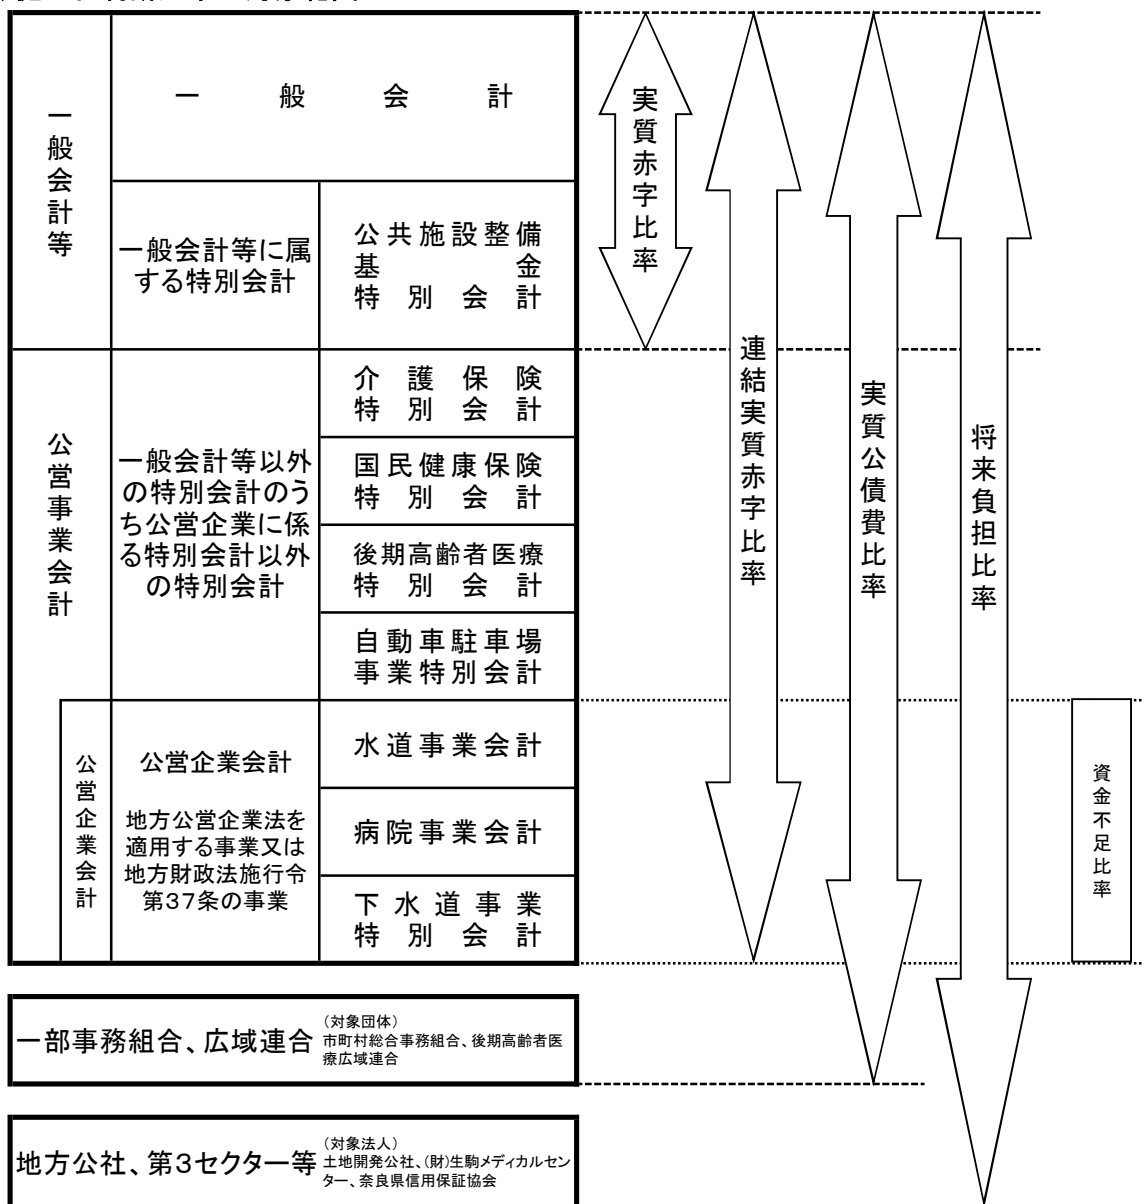 一般会計等
一般会計
一般会計等に属
する特別会計
公共施設整備
基金
特別会計
公営事業会計
一般会計等以外
の特別会計のう
ち公営企業に係
る特別会計以外
の特別会計
介護保険
特別会計
国民健康保険
特別会計
後期高齢者医療
特別会計
自動車駐車場
事業特別会計
公営企業会計
公営企業会計
地方公営企業法を
適用する事業又は
地方財政法施行令
第37条の事業
水道事業会計
病院事業会計
下水道事業
特別会計
実質赤字比率
連結実質赤字比率
実質公債費比率
将来負担比率
資金不足比率
一部事務組合、広域連合
(対象団体)
市町村総合事務組合、後期高齢者医
療広域連合
地方公社、第3セクター等
(対象法人)
土地開発公社、(財)生駒メディカルセン
ター、奈良県信用保証協会